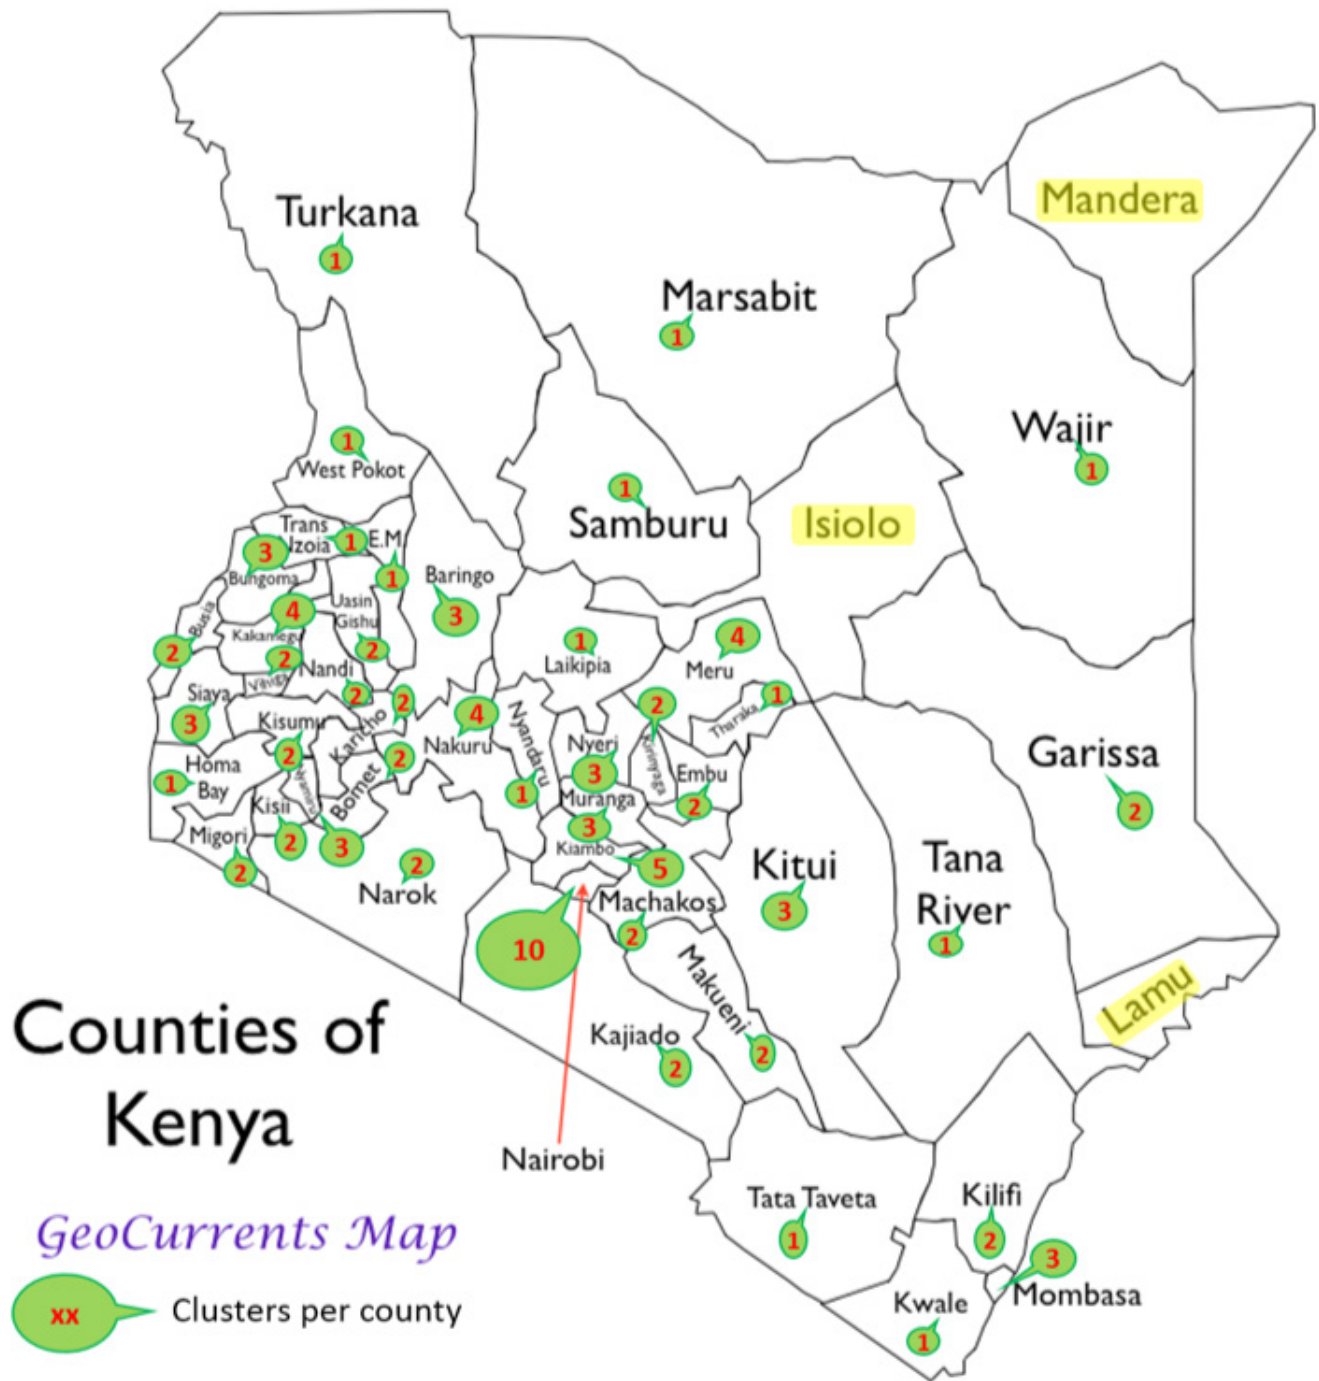 Turkana
1
Mandera
Marsabit
1
Wajir
1
1
West Pokot
1
Samburu
Isiolo
Trans
Nzoia
1
E.M.
3
Bungoma
1
Baringo
3
Busia
2
4
Kakamega
Uasin
Gishu
2
1
Laikipia
4
Meru
2
Vihiga
Nandi
2
Siaya
3
Kisumu
2
Karicho
2
4
Nakuru
Nyandaru
1
2
Kirinyaga
Tharaka
1
Nyeri
3
Embu
2
Garissa
2
Homa
Bay
1
Kisii
2
Nyamira
3
Bomet
2
Muranga
3
Migori
2
Kiambo
5
2
Narok
Kitui
3
Tana
River
1
10
Machakos
2
Makueni
2
Lamu
Kajiado
2
Counties of
Kenya
Nairobi
Tata Taveta
1
Kilifi
2
3
Mombasa
Kwale
1
GeoCurrents Map
xx
Clusters per county